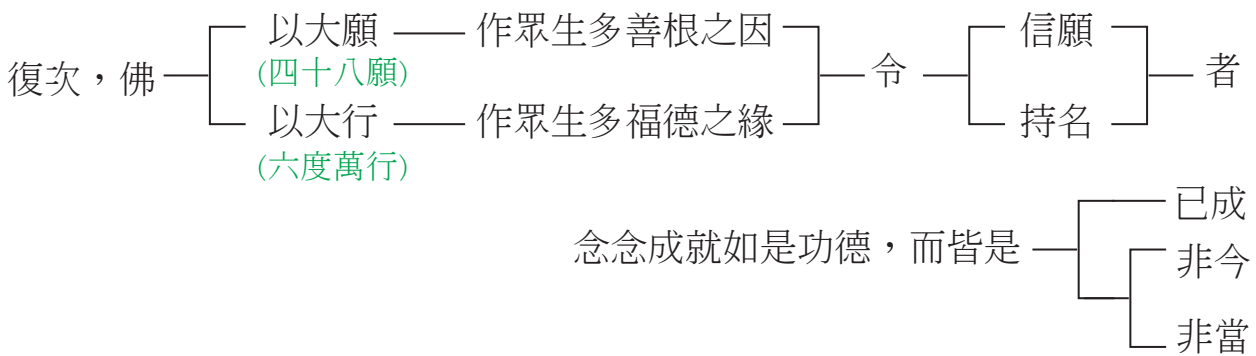 以大願 作眾生多善根之因 信願
(四十八願)
復次，佛 令 者
以大行 作眾生多福德之緣 持名
(六度萬行)
已成
念念成就如是功德，而皆是 非今
非當